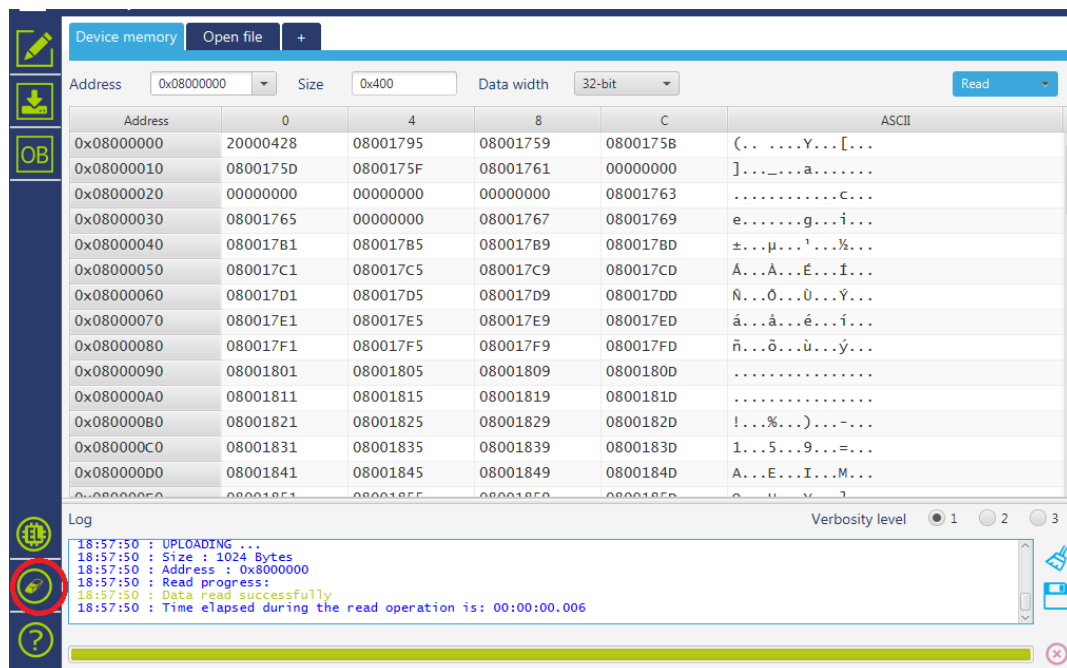 Device memory Open file +
Address 0x08000000 Size 0x400 Data width 32-bit Read
Address 0 4 8 C ASCII
0x08000000 20000428 08001795 08001759 0800175B (.. ....Y...[...
0x08000010 0800175D 0800175F 08001761 00000000 ]..._...a.......
0x08000020 00000000 00000000 00000000 08001763 ............c...
0x08000030 08001765 00000000 08001767 08001769 e.......g...i...
0x08000040 080017B1 080017B5 080017B9 080017BD ±...µ...¹...½...
0x08000050 080017C1 080017C5 080017C9 080017CD Á...Å...É...Í...
0x08000060 080017D1 080017D5 080017D9 080017DD Ñ...Õ...Ù...Ý...
0x08000070 080017E1 080017E5 080017E9 080017ED á...å...é...í...
0x08000080 080017F1 080017F5 080017F9 080017FD ñ...õ...ù...ý...
0x08000090 08001801 08001805 08001809 0800180D ................
0x080000A0 08001811 08001815 08001819 0800181D ................
0x080000B0 08001821 08001825 08001829 0800182D !...%...)...-...
0x080000C0 08001831 08001835 08001839 0800183D 1...5...9...=...
0x080000D0 08001841 08001845 08001849 0800184D A...E...I...M...
OB
Log Verbosity level 1 2 3
18:57:50 : UPLOADING ...
18:57:50 : Size : 1024 Bytes
18:57:50 : Address : 0x8000000
18:57:50 : Read progress:
18:57:50 : Data read successfully
18:57:50 : Time elapsed during the read operation is: 00:00:00.006
EL
?